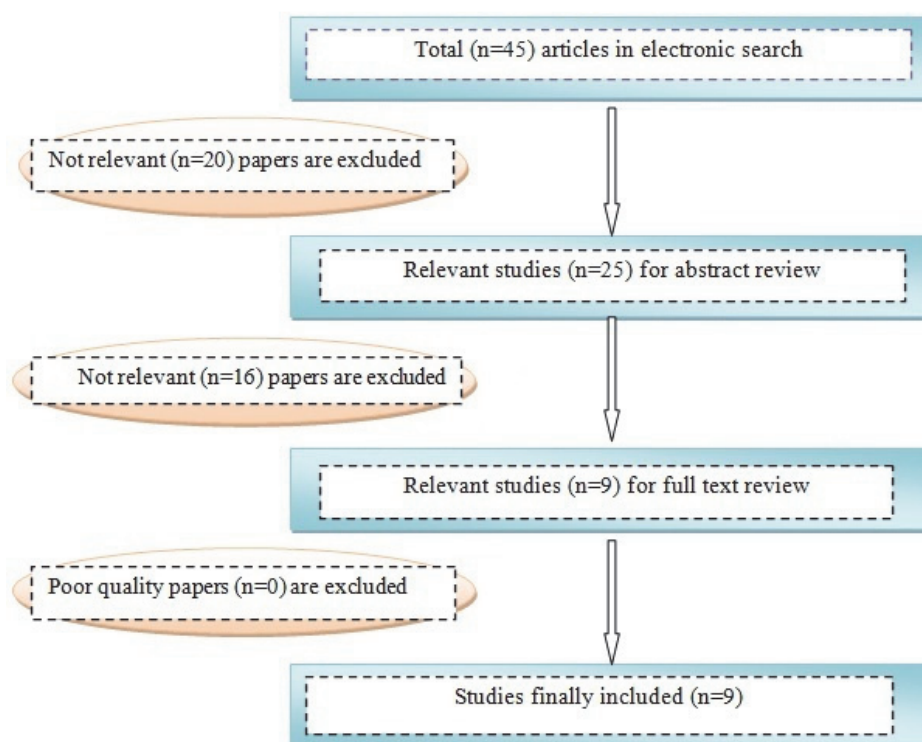 Total (n=45) articles in electronic search
Not relevant (n=20) papers are excluded
Relevant studies (n=25) for abstract review
Not relevant (n=16) papers are excluded
Relevant studies (n=9) for full text review
Poor quality papers (n=0) are excluded
Studies finally included (n=9)